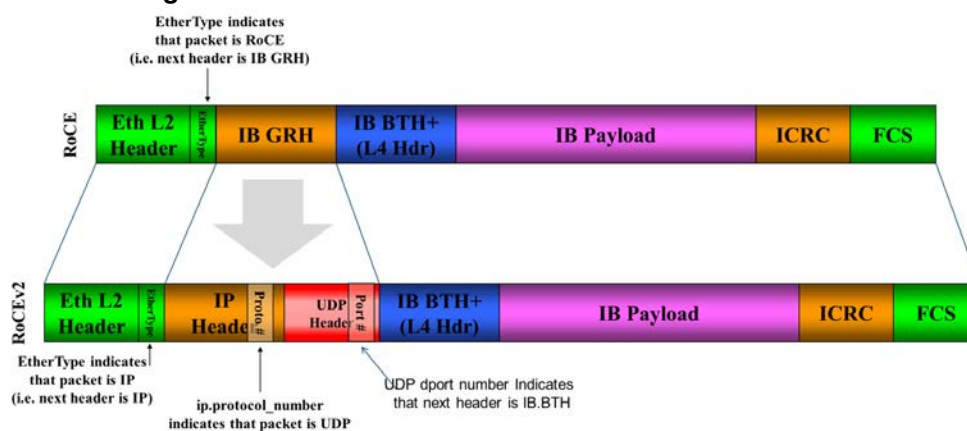 EtherType indicates
that packet is RoCE
(i.e. next header is IB GRH)
RoCE
Eth L2
Header
EtherType
IB GRH
IB BTH+
(L4 Hdr)
IB Payload
ICRC
FCS
RoCEv2
Eth L2
Header
EtherType
IP
Header
Proto.#
UDP
Header
Port #
IB BTH+
(L4 Hdr)
IB Payload
ICRC
FCS
EtherType indicates
that packet is IP
(i.e. next header is IP)
ip.protocol_number
indicates that packet is UDP
UDP dport number Indicates
that next header is IB.BTH